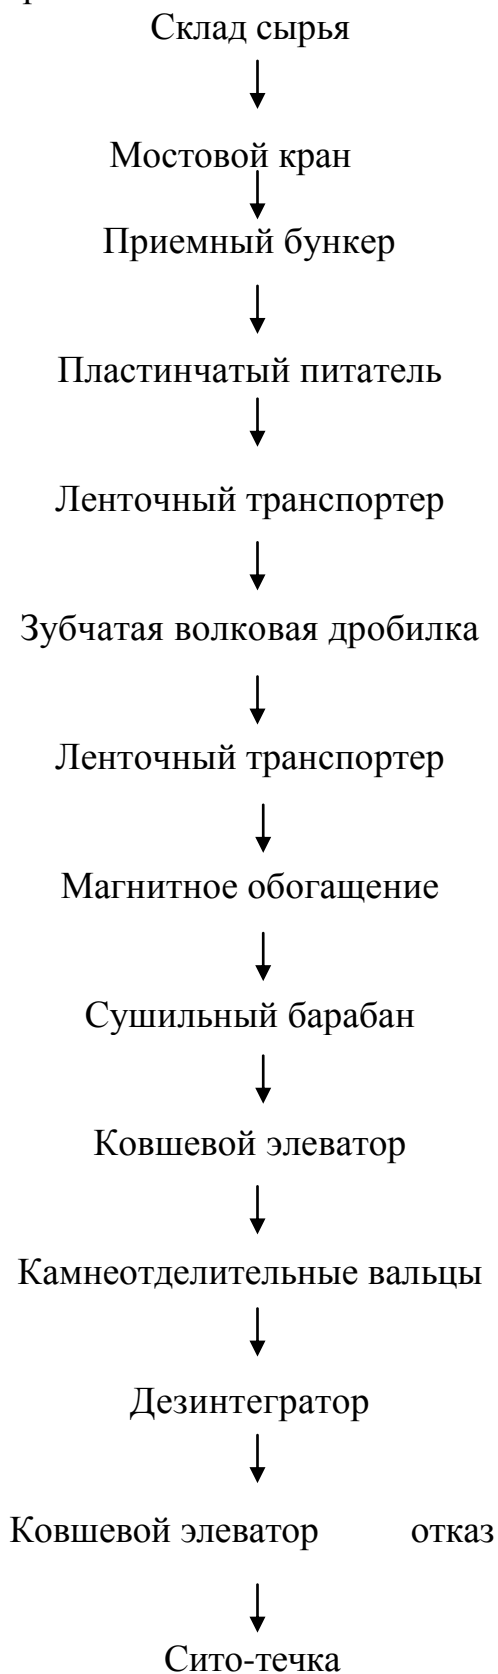 Склад сырья
Мостовой кран
Приемный бункер
Пластинчатый питатель
Ленточный транспортер
Зубчатая волковая дробилка
Ленточный транспортер
Магнитное обогащение
Сушильный барабан
Ковшевой элеватор
Камнеотделительные вальцы
Дезинтегратор
Ковшевой элеватор отказ
Сито-течка